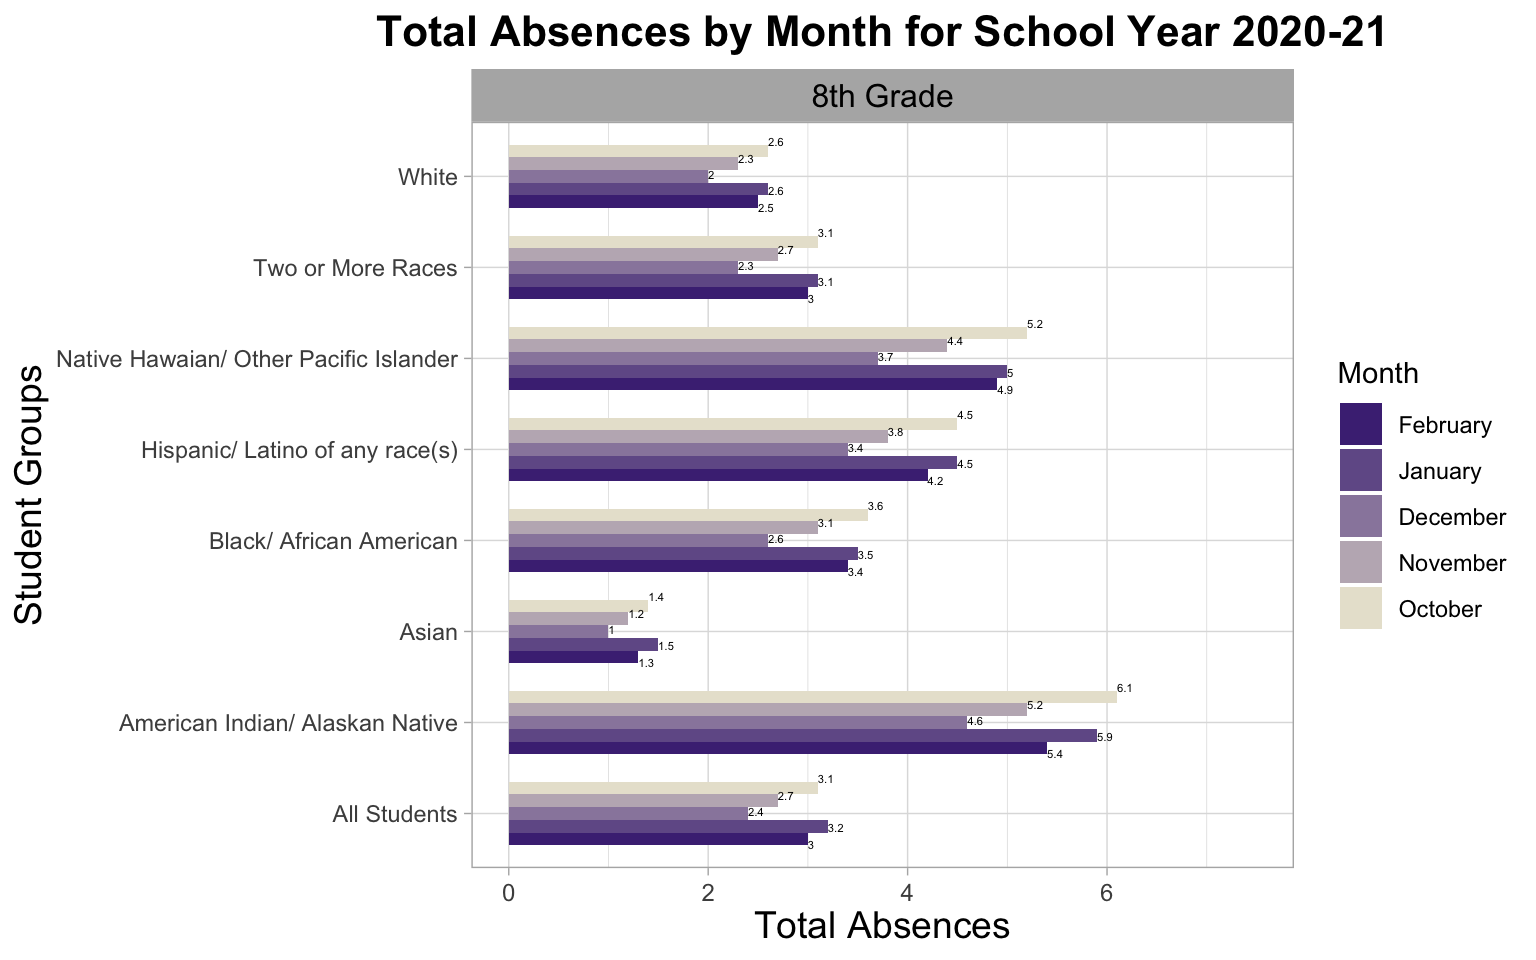 Total Absences by Month for School Year 2020-21
8th Grade
Student Groups
White
2.6
2.3
2
2.6
2.5
Two or More Races
3.1
2.7
2.3
3.1
3
Native Hawaian/ Other Pacific Islander
5.2
4.4
3.7
5
4.9
Hispanic/ Latino of any race(s)
4.5
3.8
3.4
4.5
4.2
Black/ African American
3.6
3.1
2.6
3.5
3.4
Asian
1.4
1.2
1
1.5
1.3
American Indian/ Alaskan Native
6.1
5.2
4.6
5.9
5.4
All Students
3.1
2.7
2.4
3.2
3
0 2 4 6
Total Absences
Month
February
January
December
November
October